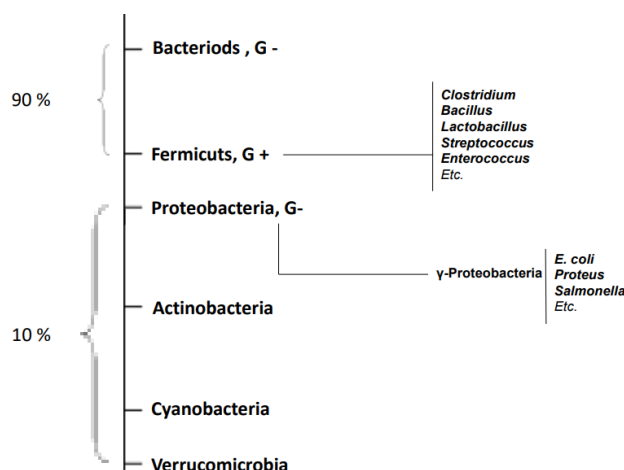 Bacteriods , G -
90 %
Clostridium
Bacillus
Lactobacillus
Streptococcus
Enterococcus
Etc.
Fermicuts, G +
Proteobacteria, G-
γ-Proteobacteria
E. coli
Proteus
Salmonella
Etc.
Actinobacteria
10 %
Cyanobacteria
Verrucomicrobia